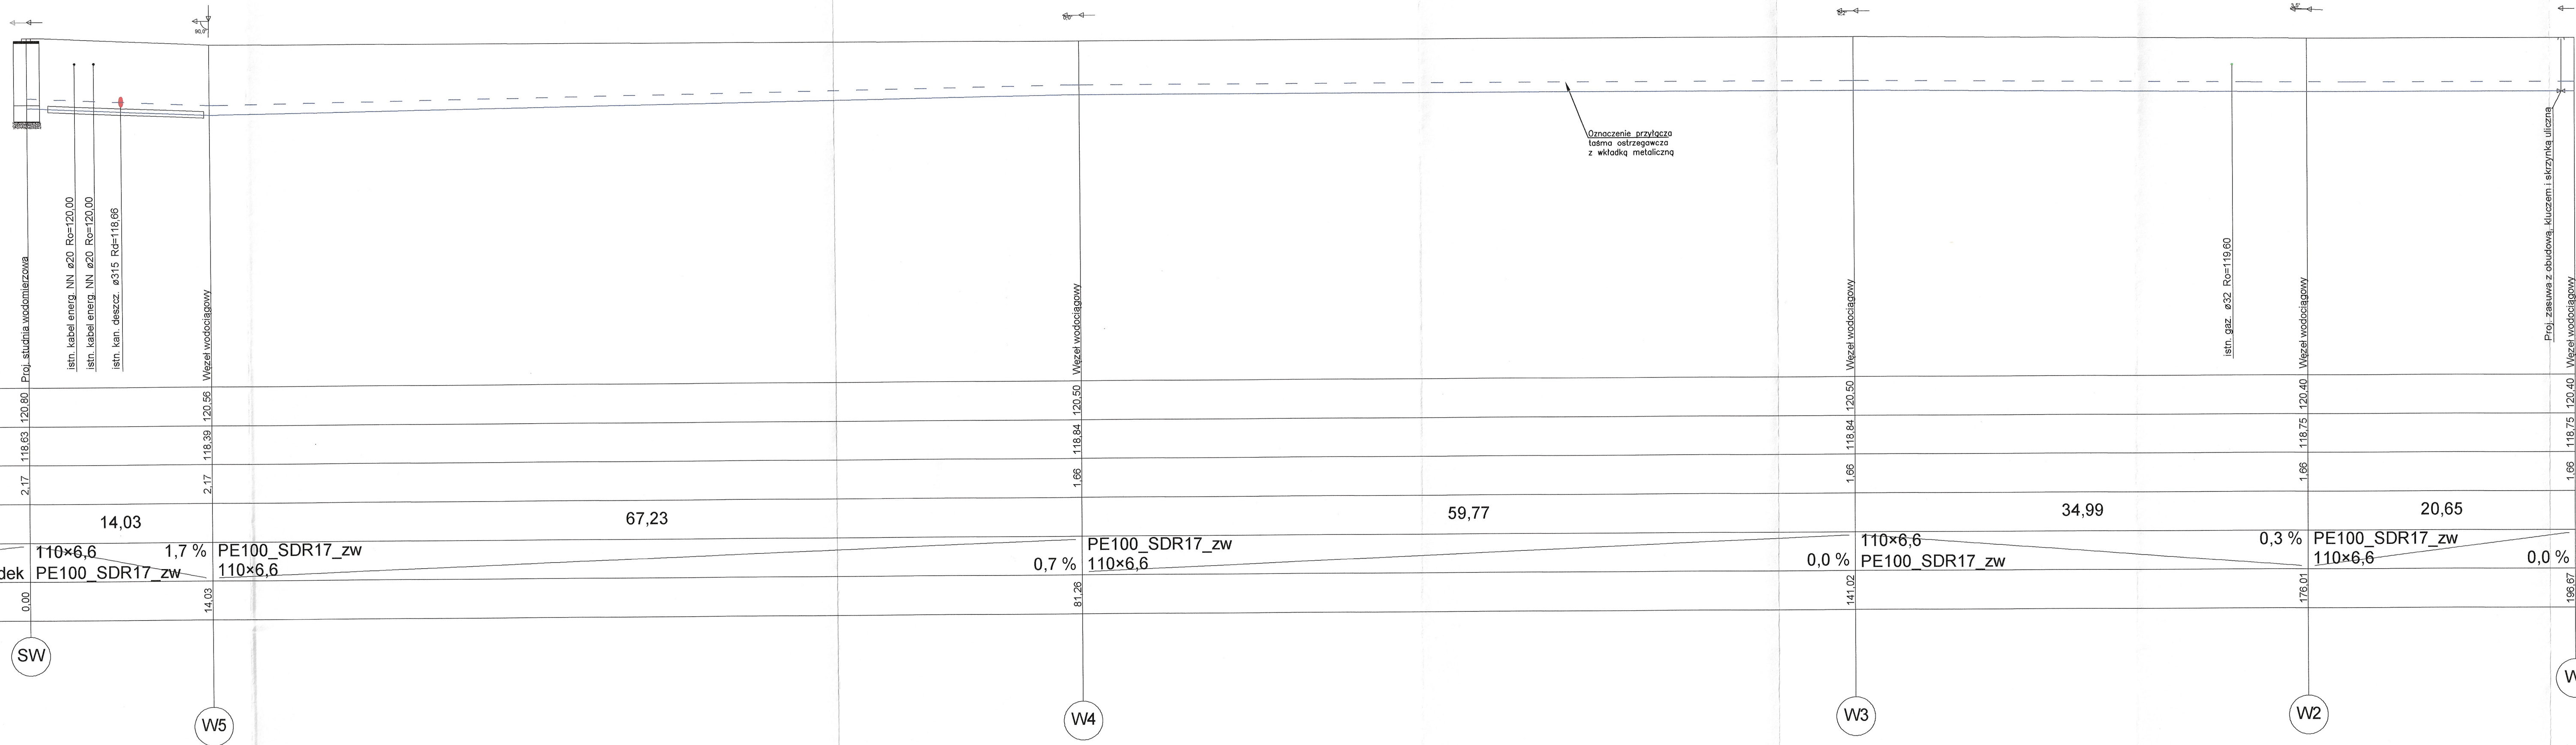 90,0°
Oznaczenie przyłącza
taśma ostrzegawcza
z wkładką metaliczną
Proj. studnia wodomierzowa
istn. kabel energ. NN ø20 Ro=120,00
istn. kabel energ. NN ø20 Ro=120,00
istn. kan. deszcz. ø315 Rd=118,66
Węzeł wodociągowy
Węzeł wodociągowy
Węzeł wodociągowy
istn. gaz. ø32 Ro=119,60
Węzeł wodociągowy
Proj. zasuwa z obudową, kluczem i skrzynką uliczną
Węzeł wodociągowy
120,80 120,56 120,50 120,50 120,40 120,40
118,63 118,39 118,84 118,84 118,75 118,75
2,17 2,17 1,66 1,66 1,66 1,66
14,03 67,23 59,77 34,99 20,65
110×6,6 1,7 % PE100_SDR17_zw PE100_SDR17_zw 110×6,6 0,3 % PE100_SDR17_zw
dek PE100_SDR17_zw 110×6,6 0,7 % 110×6,6 0,0 % PE100_SDR17_zw 110×6,6 0,0 %
0,00 14,03 81,26 141,02 176,01 196,67
SW
W5 W4 W3 W2 W